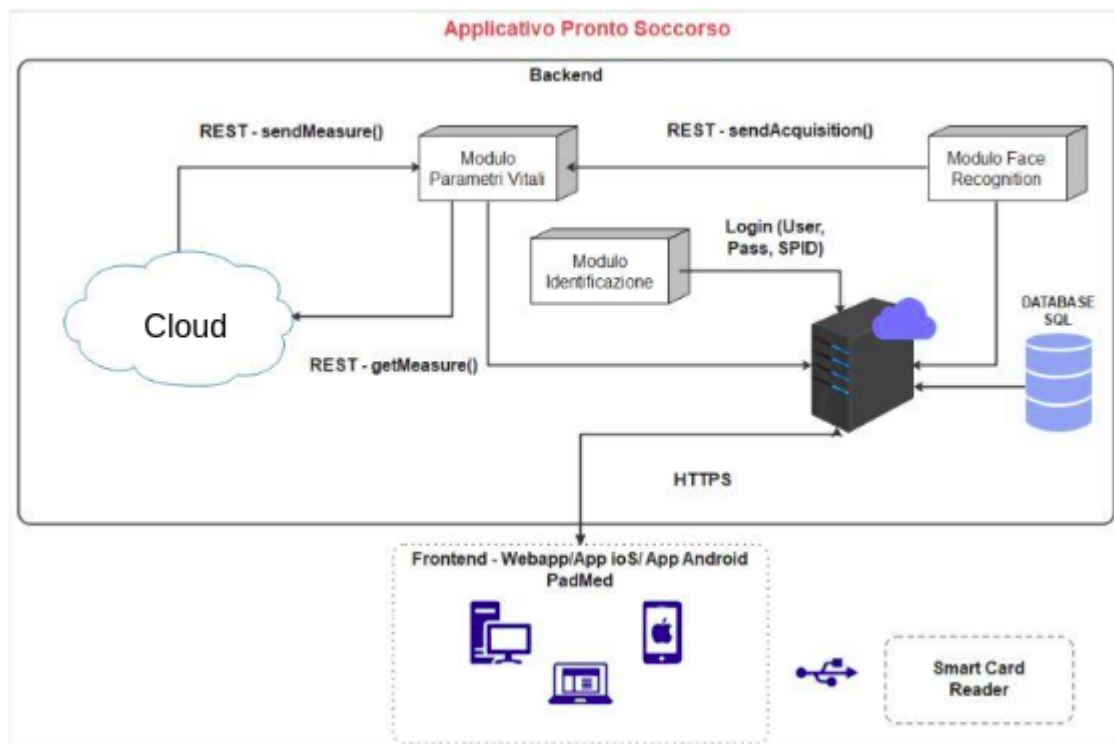 Applicativo Pronto Soccorso
Backend
REST - sendMeasure()
REST - sendAcquisition()
Modulo
Parametri Vitali
Modulo Face
Recognition
Login (User,
Pass, SPID)
Modulo
Identificazione
DATABASE
SQL
Cloud
REST - getMeasure()
HTTPS
Frontend - Webapp/App ioS/ App Android
PadMed
Smart Card
Reader